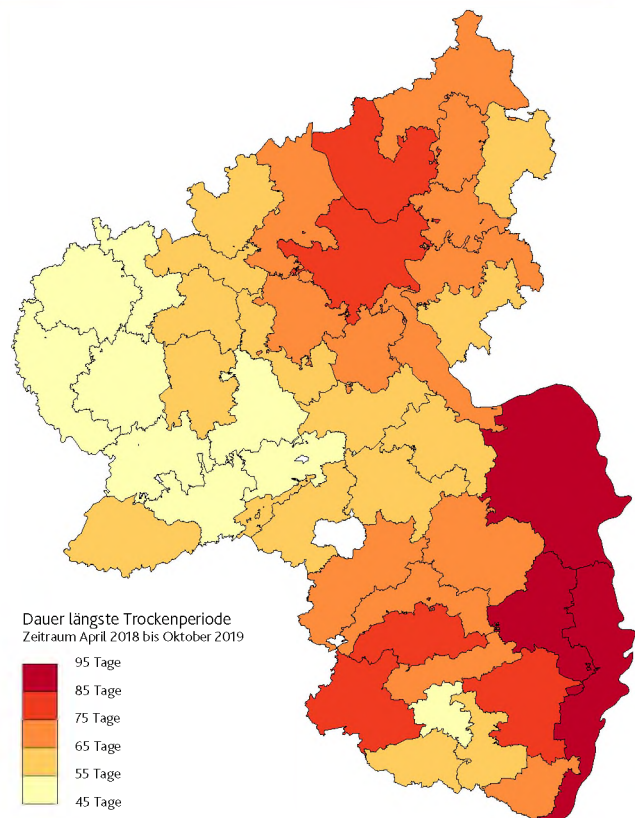 Dauer längste Trockenperiode
Zeitraum April 2018 bis Oktober 2019
95 Tage
85 Tage
75 Tage
65 Tage
55 Tage
45 Tage